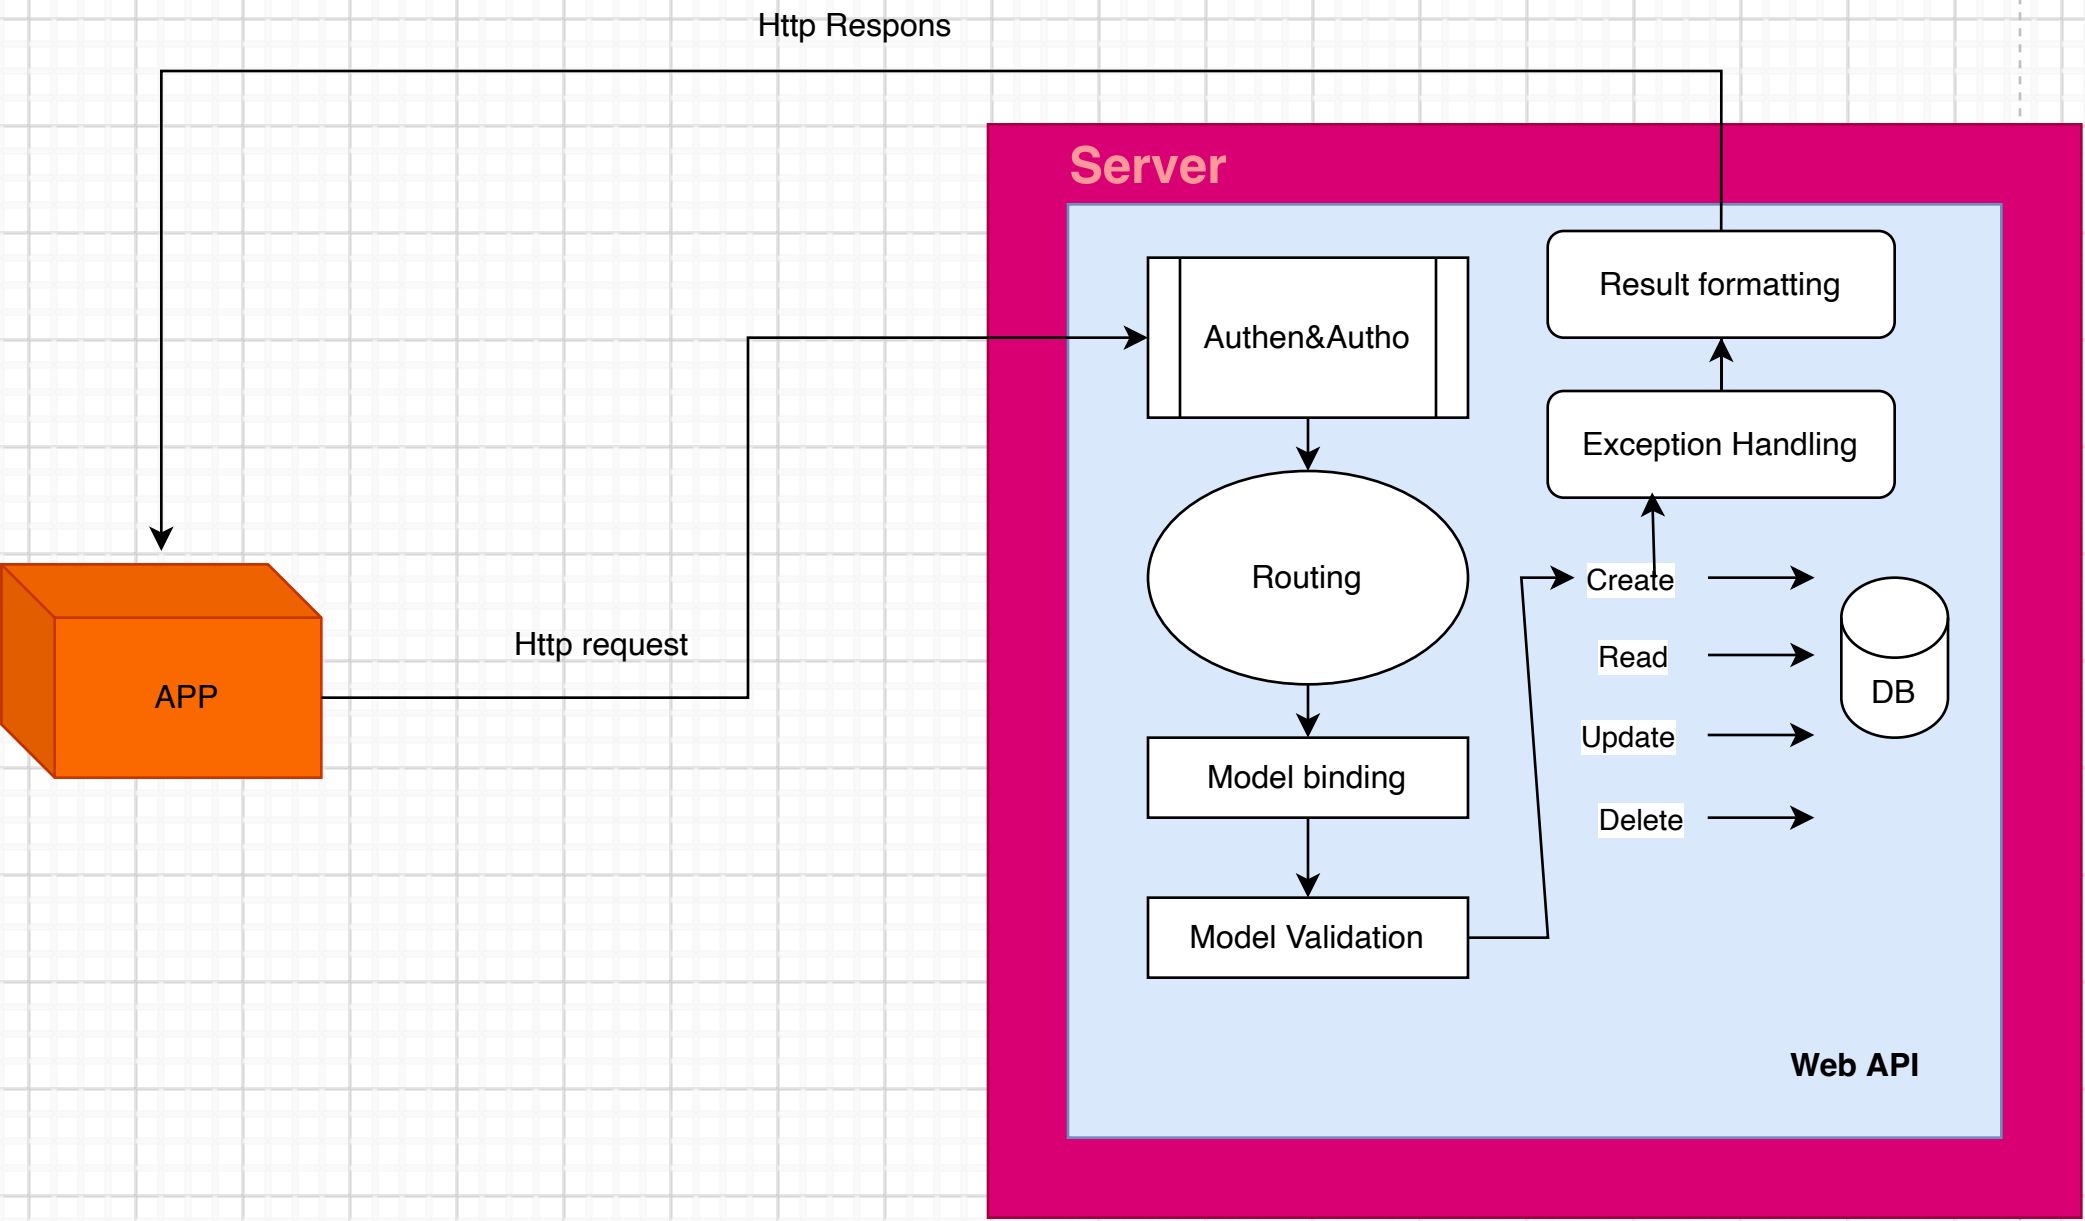 Http Respons
Server
Result formatting
Authen&Autho
Exception Handling
Routing
Create
Http request
Read
APP
DB
Update
Model binding
Delete
Model Validation
Web API